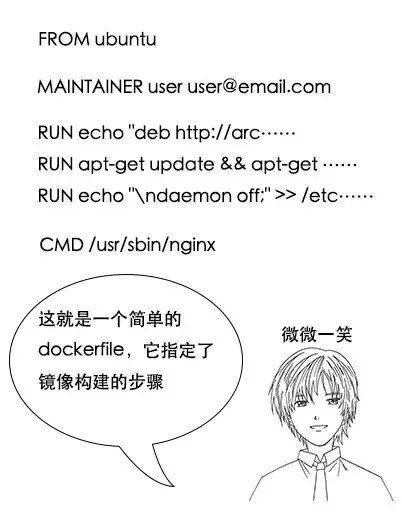 FROM ubuntu
MAINTAINER user user@email.com
RUN echo "deb http://arc……
RUN apt-get update && apt-get ……
RUN echo "\ndaemon off;" >> /etc……
CMD /usr/sbin/nginx
这就是一个简单的
dockerfile，它指定了
镜像构建的步骤
微微一笑